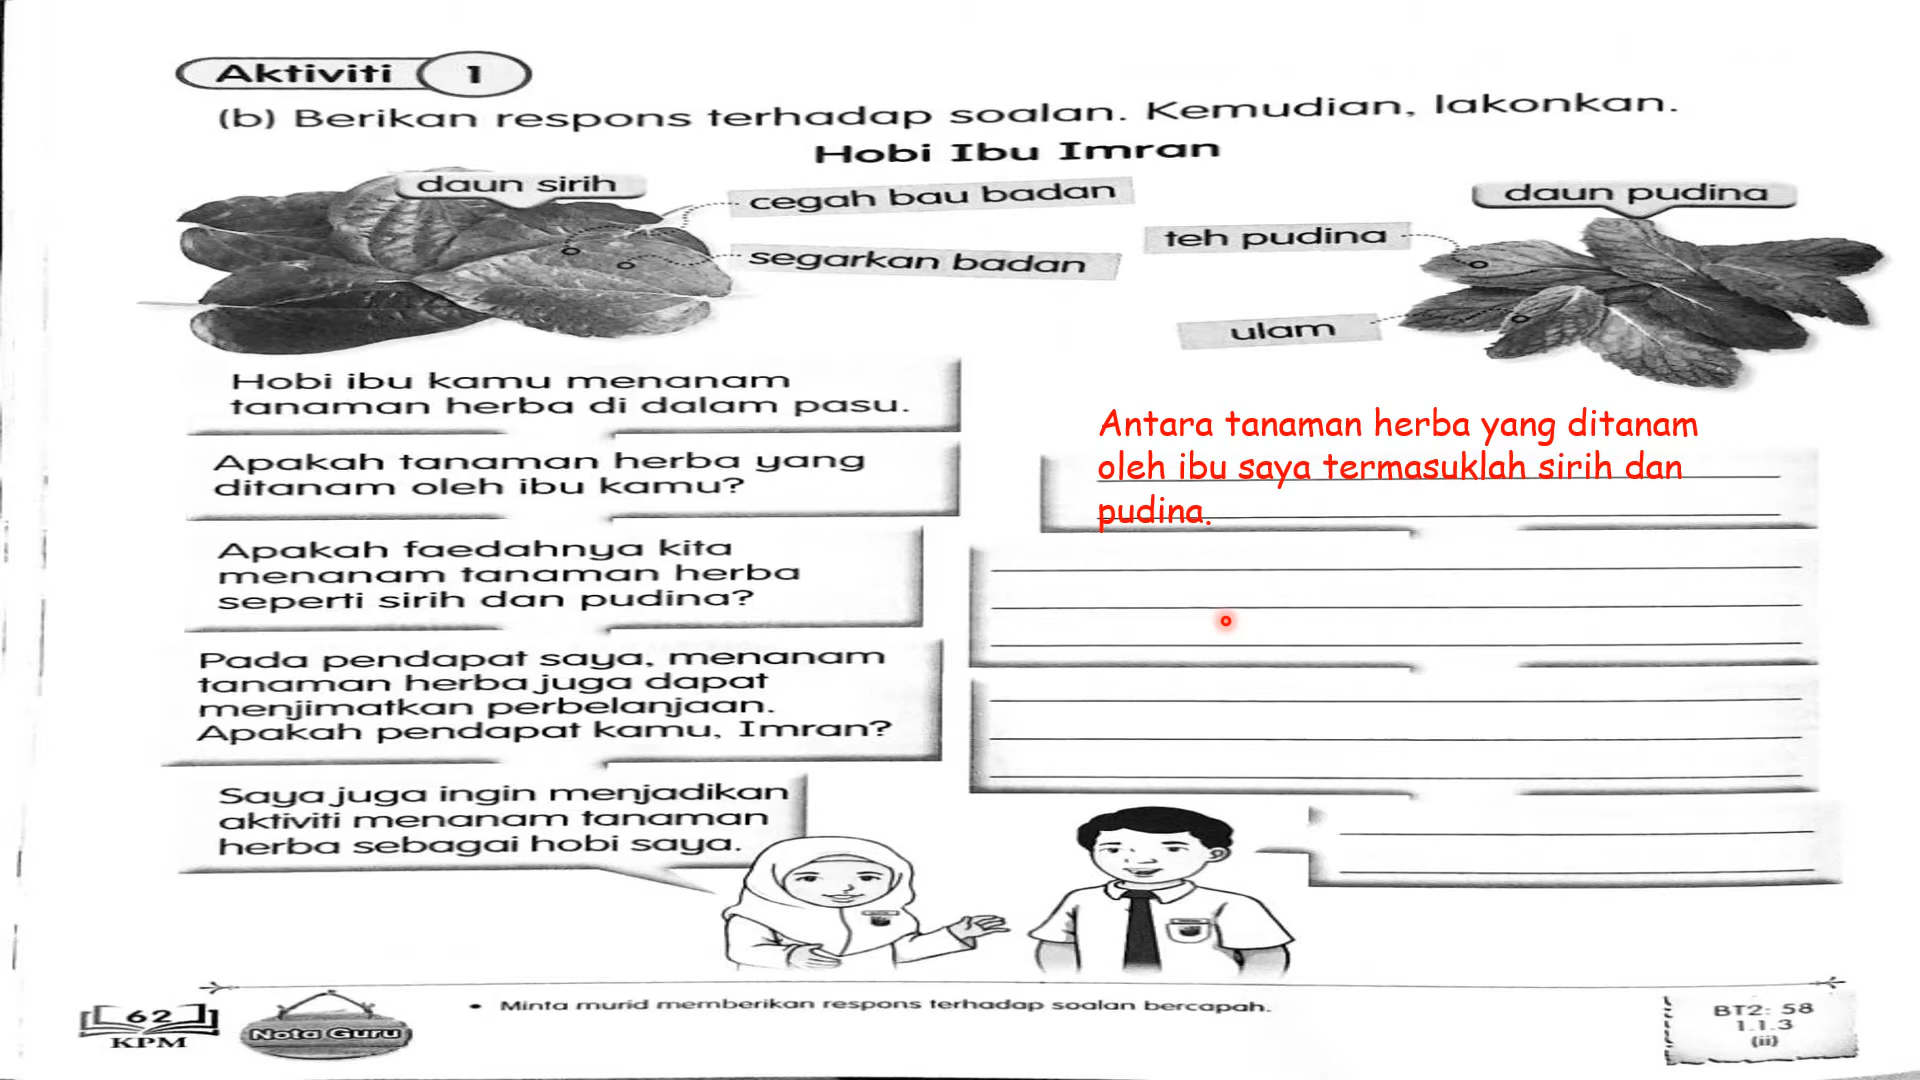 Aktiviti 1
(b) Berikan respons terhadap soalan. Kemudian, lakonkan.
Hobi Ibu Imran
daun sirih
cegah bau badan
segarkan badan
daun pudina
teh pudina
ulam
Hobi ibu kamu menanam
tanaman herba di dalam pasu.
Apakah tanaman herba yang
ditanam oleh ibu kamu?
Antara tanaman herba yang ditanam
oleh ibu saya termasuklah sirih dan
pudina.
Apakah faedahnya kita
menanam tanaman herba
seperti sirih dan pudina?
Pada pendapat saya, menanam
tanaman herba juga dapat
menjimatkan perbelanjaan.
Apakah pendapat kamu, Imran?
Saya juga ingin menjadikan
aktiviti menanam tanaman
herba sebagai hobi saya.
62
KPM
Nota Guru
• Minta murid memberikan respons terhadap soalan bercapah.
BT2: 58
1.1.3
(ii)